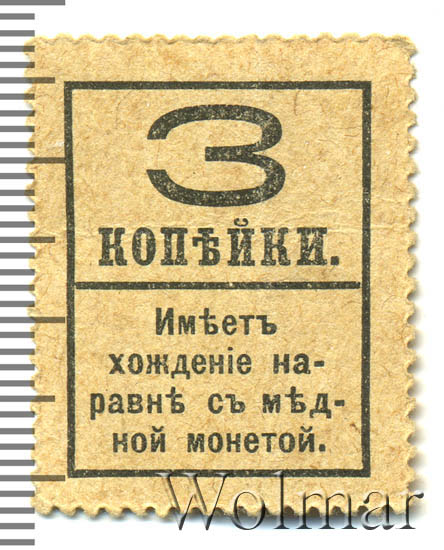 3
КОПѢЙКИ.
Имѣетъ
хожденіе на-
равнѣ съ мѣд-
ной монетой.
Wolmar